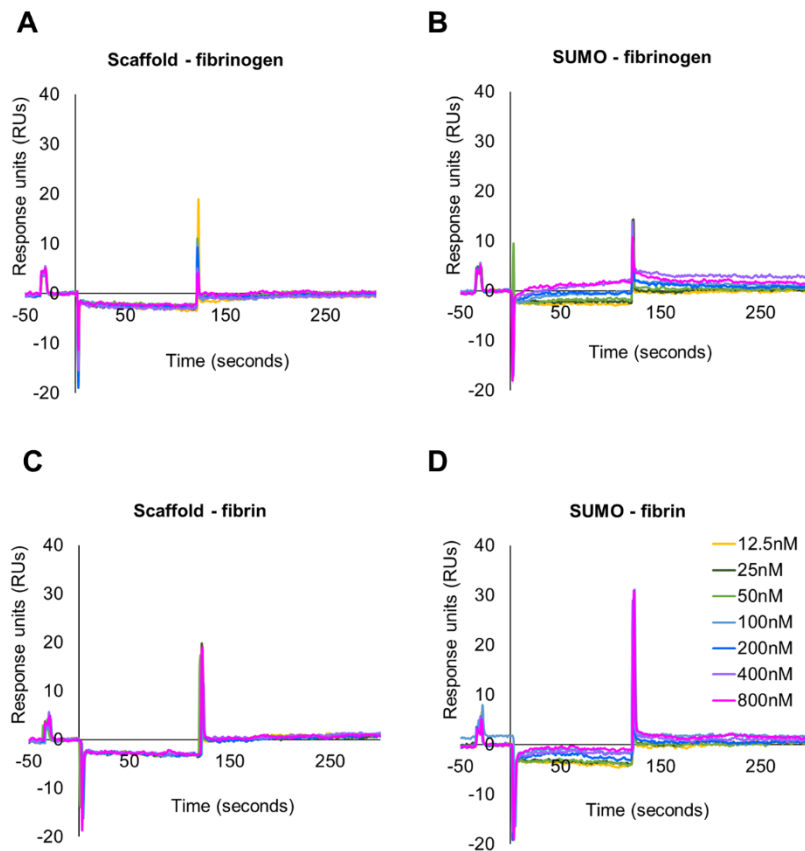 A
Scaffold - fibrinogen
Response units (RUs)
40
30
20
10
0
-10
-20
-50
50
150
250
Time (seconds)
B
SUMO - fibrinogen
Response units (RUs)
40
30
20
10
0
-10
-20
-50
50
150
250
Time (seconds)
C
Scaffold - fibrin
Response units (RUs)
40
30
20
10
0
-10
-20
-50
50
150
250
Time (seconds)
D
SUMO - fibrin
Response units (RUs)
40
30
20
10
0
-10
-20
-50
50
150
250
Time (seconds)
12.5nM
25nM
50nM
100nM
200nM
400nM
800nM